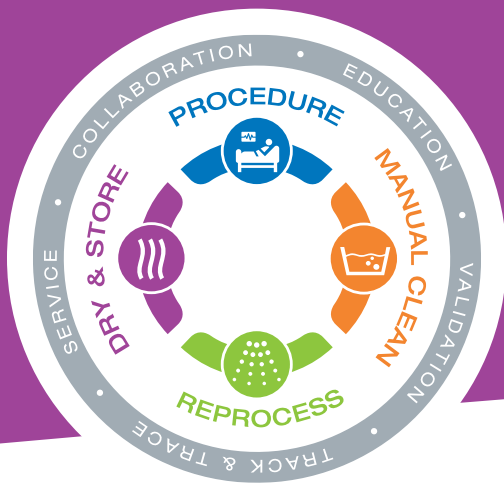 COLLABORATION
EDUCATION
VALIDATION
TRACK & TRACE
SERVICE
PROCEDURE
MANUAL CLEAN
REPROCESS
DRY & STORE